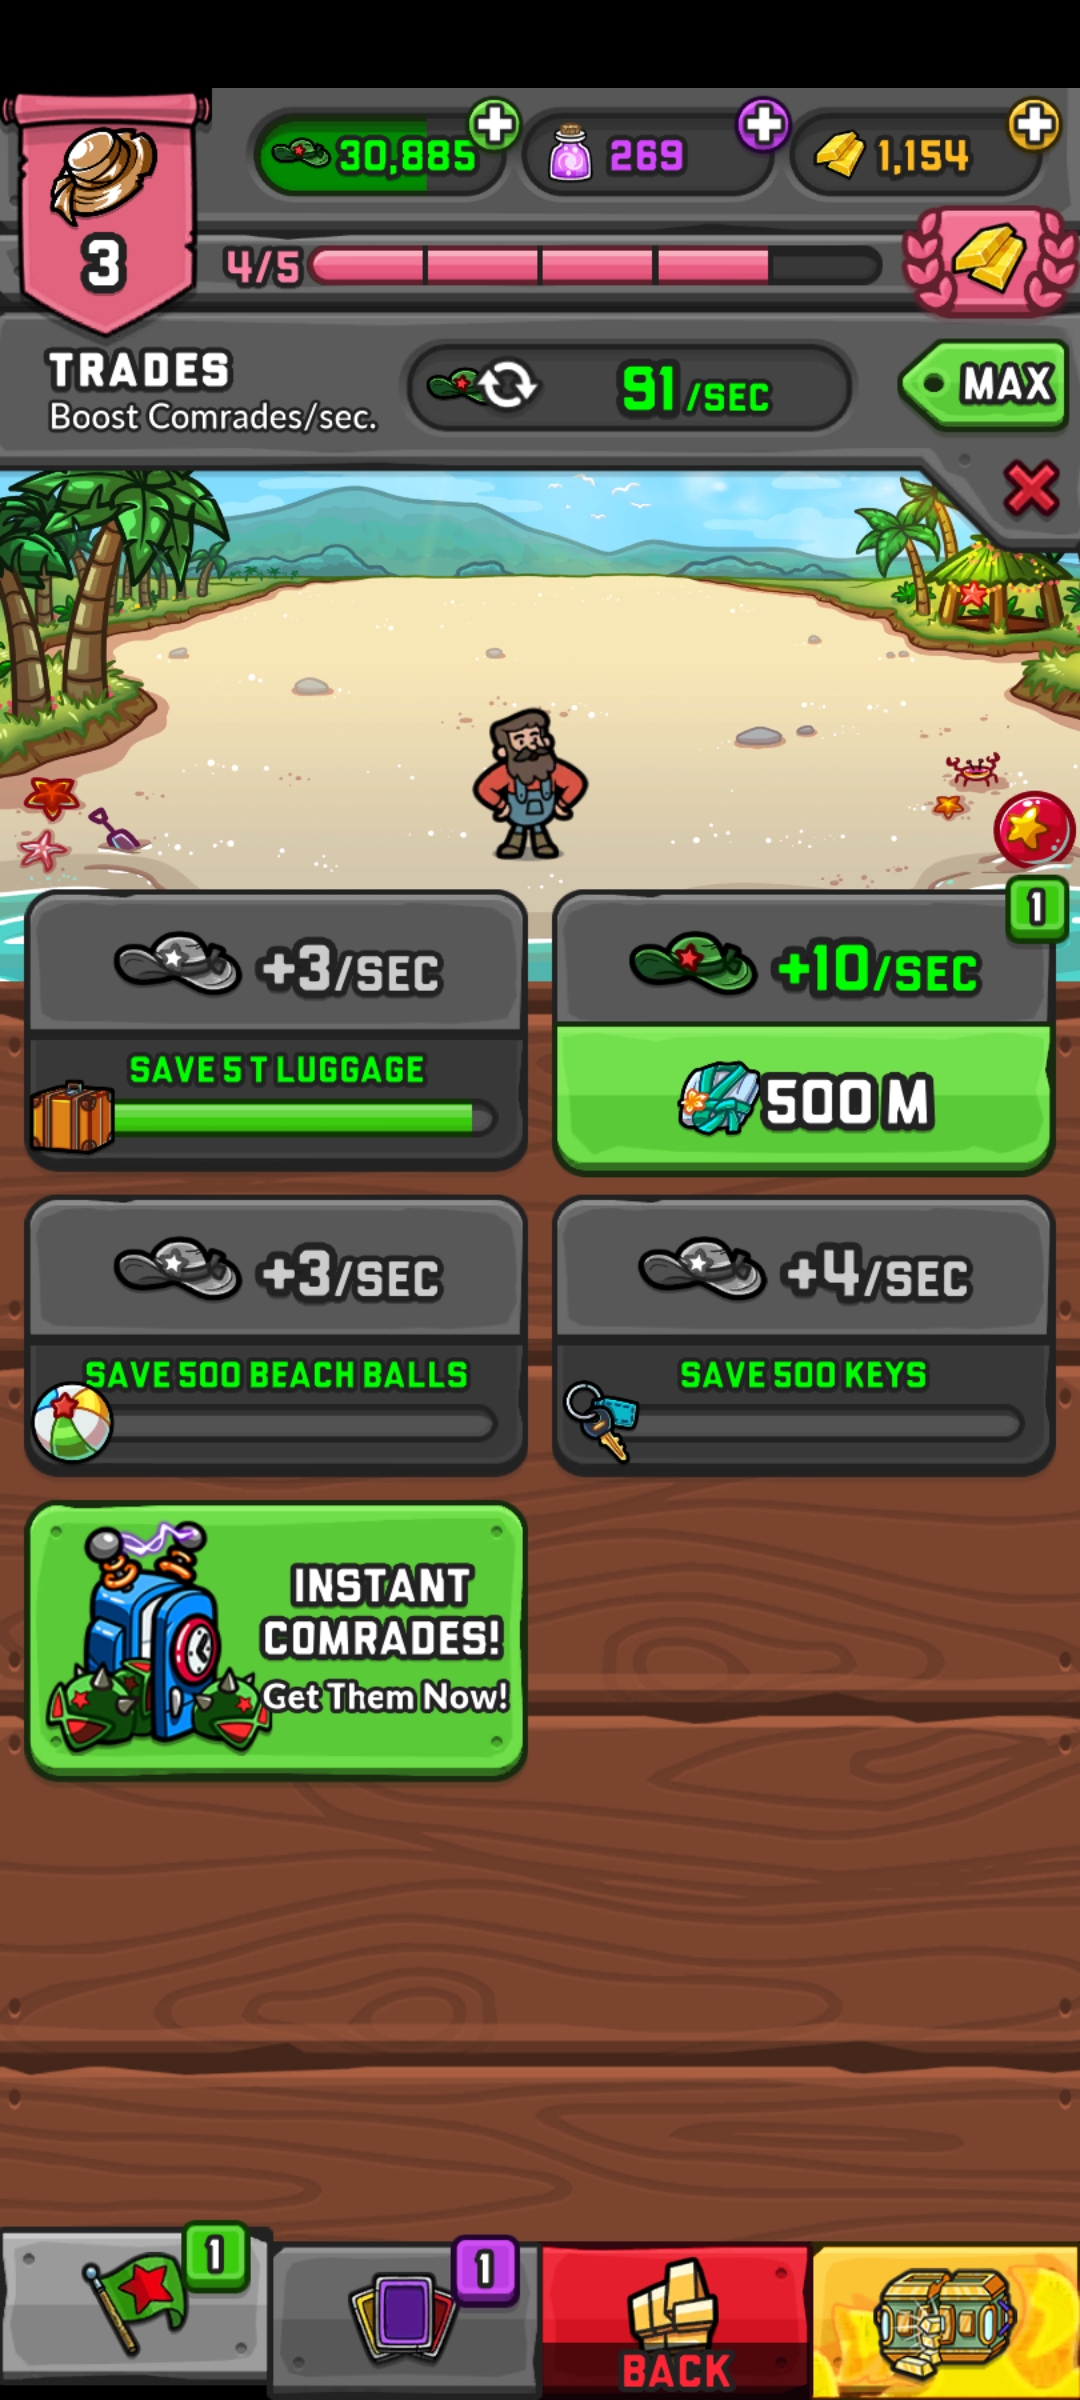 30,885
269
1,154
3
4/5
TRADES
Boost Comrades/sec.
91/SEC
MAX
+3/SEC
1
+10/SEC
SAVE 5 T LUGGAGE
500 M
+3/SEC
+4/SEC
SAVE 500 BEACH BALLS
SAVE 500 KEYS
INSTANT
COMRADES!
Get Them Now!
1
1
BACK